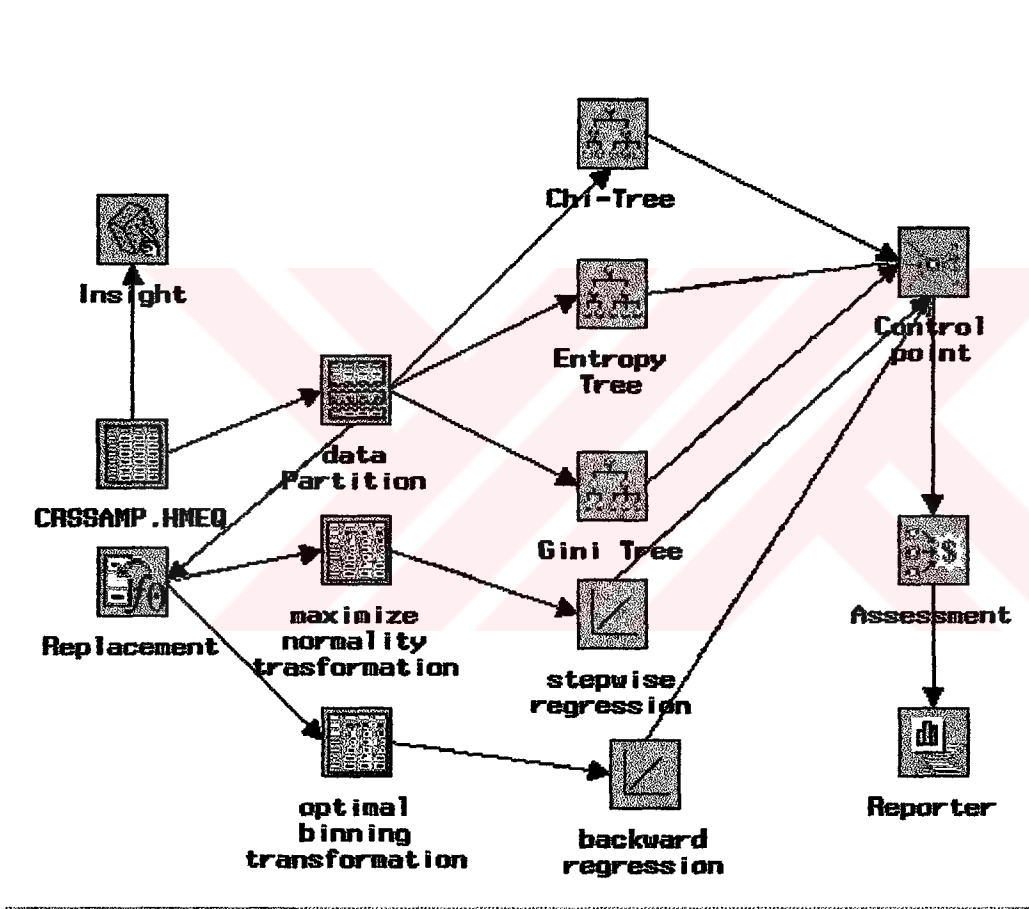 Chi-Tree
Insight
Entropy
Tree
Control
point
data
Partition
CRSSAMP.HMEQ
Gini Tree
Replacement
maximize
normality
trasformation
stepwise
regression
Assessment
optimal
binning
transformation
backward
regression
Reporter
$